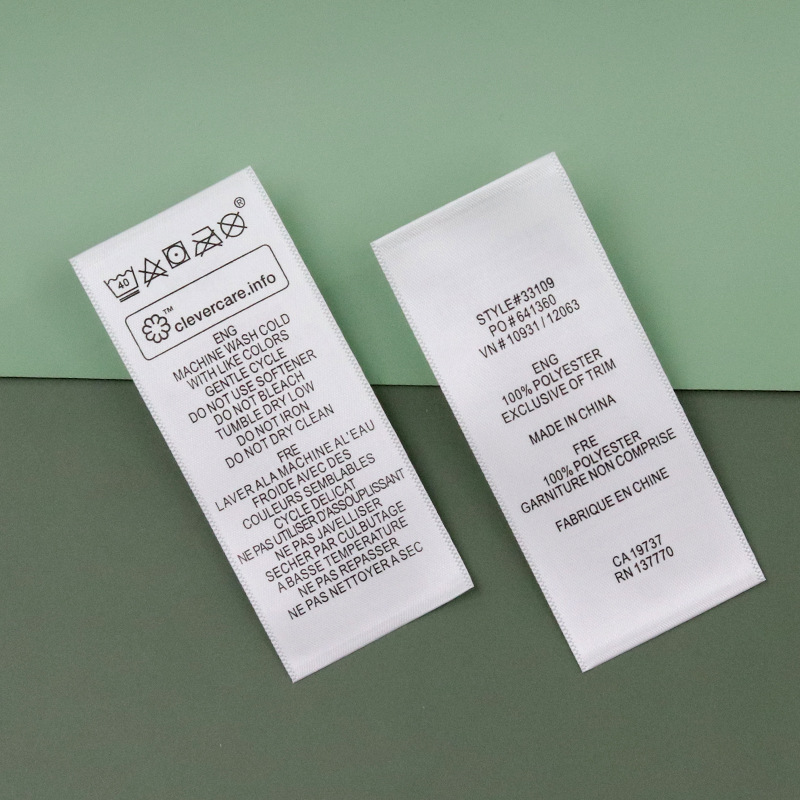 ®
40
clevercare.info™
ENG
MACHINE WASH COLD
WITH LIKE COLORS
GENTLE CYCLE
DO NOT USE SOFTENER
DO NOT BLEACH
TUMBLE DRY LOW
DO NOT IRON
DO NOT DRY CLEAN
FRE
LAVER ALA MACHINE A L'EAU
FROIDE AVEC DES
COULEURS SEMBLABLES
CYCLE DELICAT
NE PAS UTILISER D'ASSOUPLISSANT
NE PAS JAVELLISER
SECHER PAR CULBUTAGE
A BASSE TEMPERATURE
NE PAS REPASSER
NE PAS NETTOYER A SEC
STYLE#33109
PO # 641360
VN # 10931 / 12063
ENG
100% POLYESTER
EXCLUSIVE OF TRIM
MADE IN CHINA
FRE
100% POLYESTER
GARNITURE NON COMPRISE
FABRIQUE EN CHINE
CA 19737
RN 137770